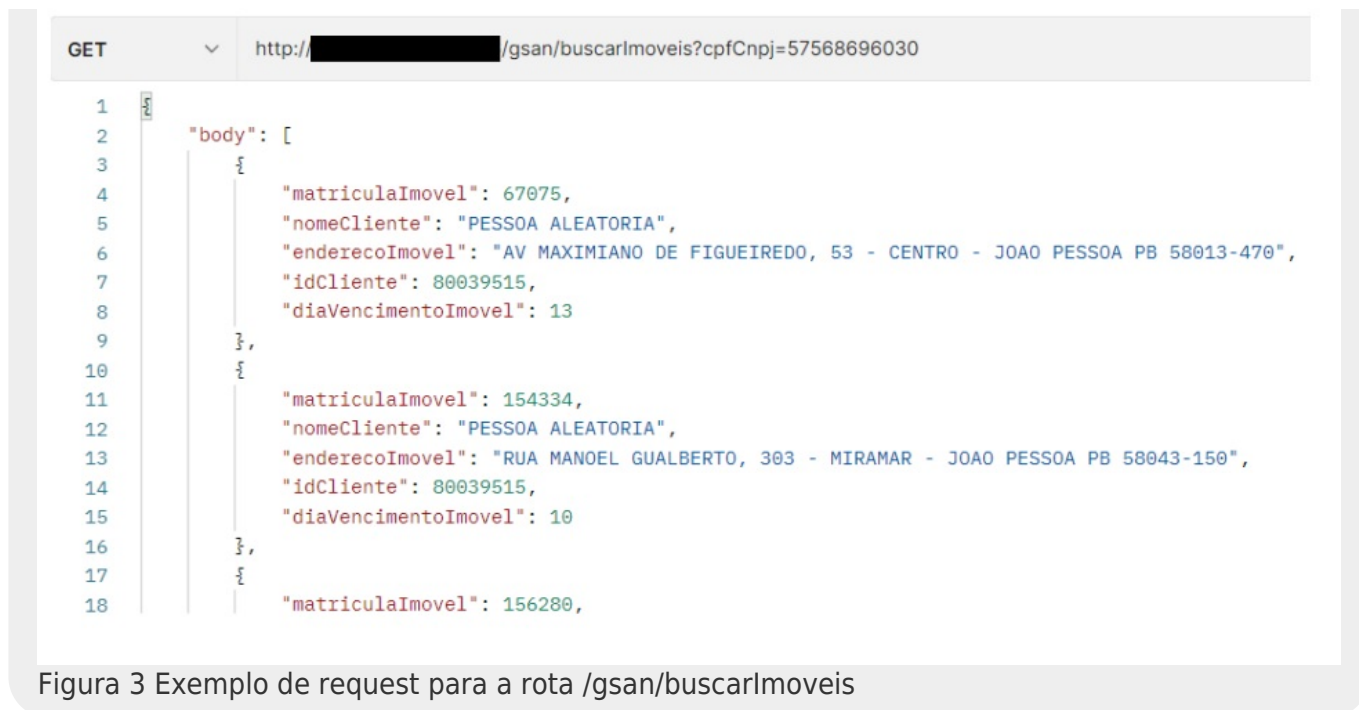 GET http:// /gsan/buscarImoveis?cpfCnpj=57568696030
1 {
2 "body": [
3 {
4 "matriculaImovel": 67075,
5 "nomeCliente": "PESSOA ALEATORIA",
6 "enderecoImovel": "AV MAXIMIANO DE FIGUEIREDO, 53 - CENTRO - JOAO PESSOA PB 58013-470",
7 "idCliente": 80039515,
8 "diaVencimentoImovel": 13
9 },
10 {
11 "matriculaImovel": 154334,
12 "nomeCliente": "PESSOA ALEATORIA",
13 "enderecoImovel": "RUA MANOEL GUALBERTO, 303 - MIRAMAR - JOAO PESSOA PB 58043-150",
14 "idCliente": 80039515,
15 "diaVencimentoImovel": 10
16 },
17 {
18 "matriculaImovel": 156280,
Figura 3 Exemplo de request para a rota /gsan/buscarImoveis